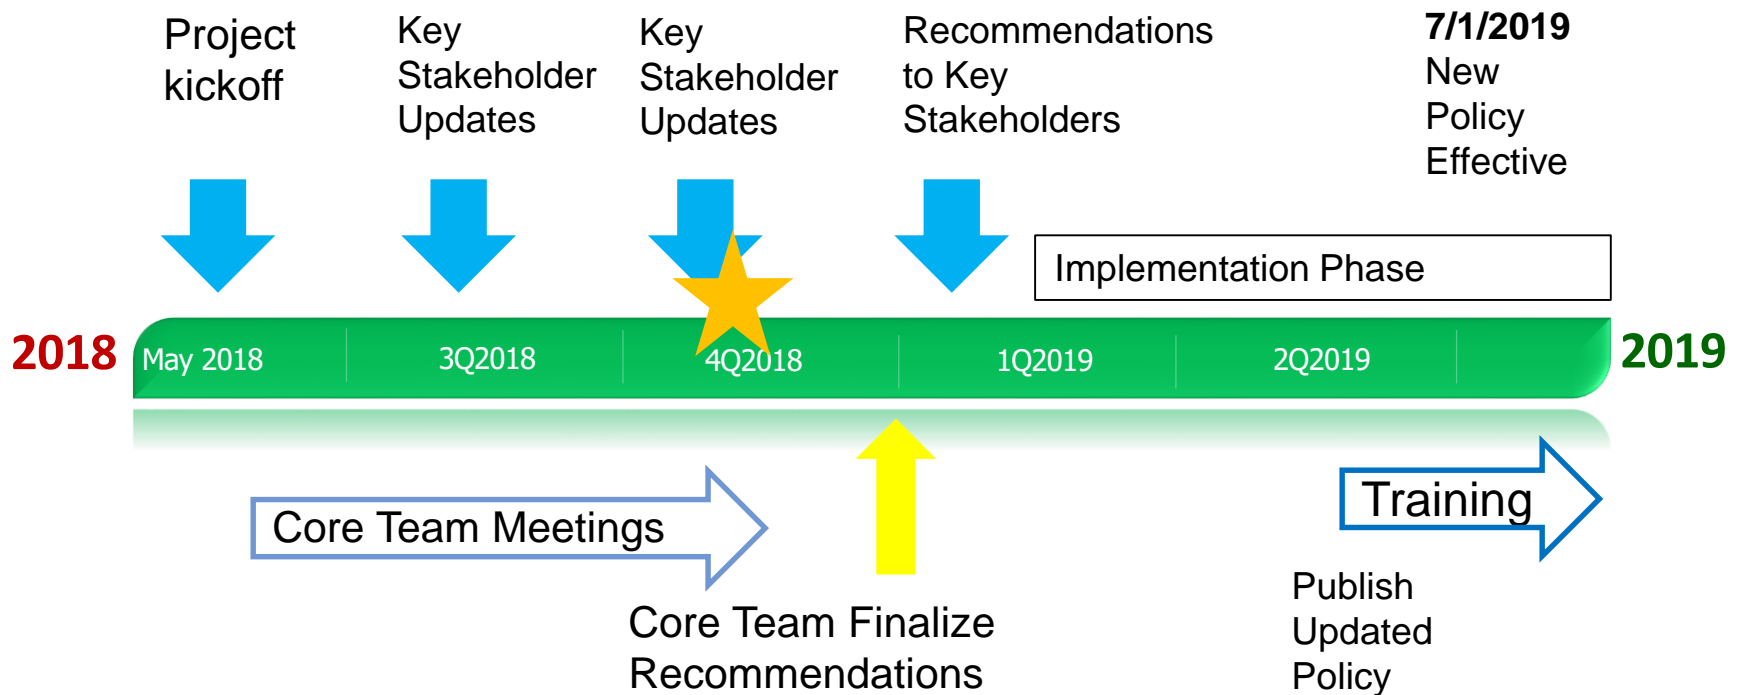 Project
kickoff
Key
Stakeholder
Updates
Key
Stakeholder
Updates
Recommendations
to Key
Stakeholders
7/1/2019
New
Policy
Effective
Implementation Phase
2018
May 2018
3Q2018
4Q2018
1Q2019
2Q2019
2019
Core Team Meetings
Training
Core Team Finalize
Recommendations
Publish
Updated
Policy